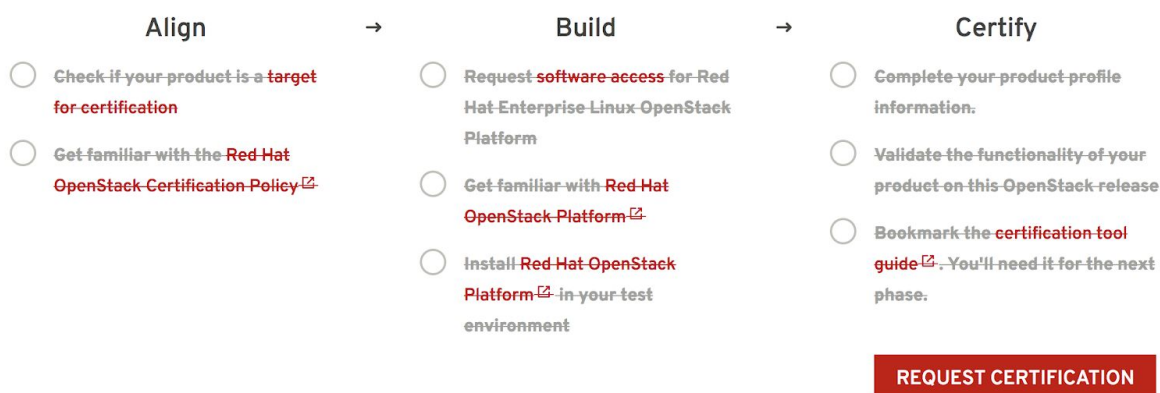 Align → Build → Certify
Check if your product is a target
for certification
Get familiar with the Red Hat
OpenStack Certification Policy
Request software access for Red
Hat Enterprise Linux OpenStack
Platform
Get familiar with Red Hat
OpenStack Platform
Install Red Hat OpenStack
Platform in your test
environment
Complete your product profile
information.
Validate the functionality of your
product on this OpenStack release
Bookmark the certification tool
guide . You'll need it for the next
phase.
REQUEST CERTIFICATION